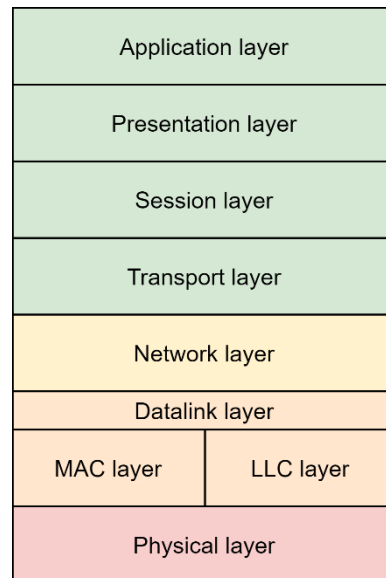 Application layer
Presentation layer
Session layer
Transport layer
Network layer
Datalink layer
MAC layer
LLC layer
Physical layer